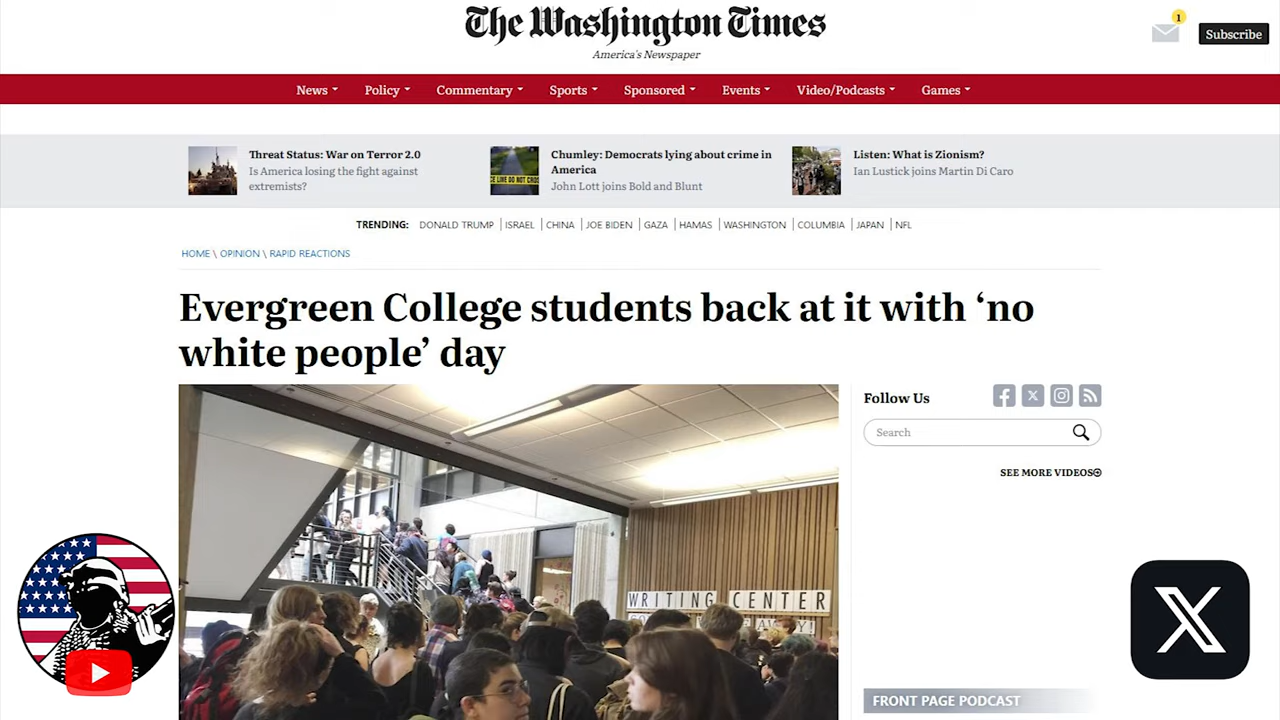 The Washington Times
America's Newspaper
1
Subscribe
News
Policy
Commentary
Sports
Sponsored
Events
Video/Podcasts
Games
Threat Status: War on Terror 2.0
Is America losing the fight against
extremists?
Chumley: Democrats lying about crime in
America
John Lott joins Bold and Blunt
Listen: What is Zionism?
Ian Lustick joins Martin Di Caro
TRENDING: DONALD TRUMP | ISRAEL | CHINA | JOE BIDEN | GAZA | HAMAS | WASHINGTON | COLUMBIA | JAPAN | NFL
HOME \ OPINION \ RAPID REACTIONS
Evergreen College students back at it with ‘no
white people’ day
Follow Us
Search
SEE MORE VIDEOS
WRITING CENTER
FRONT PAGE PODCAST